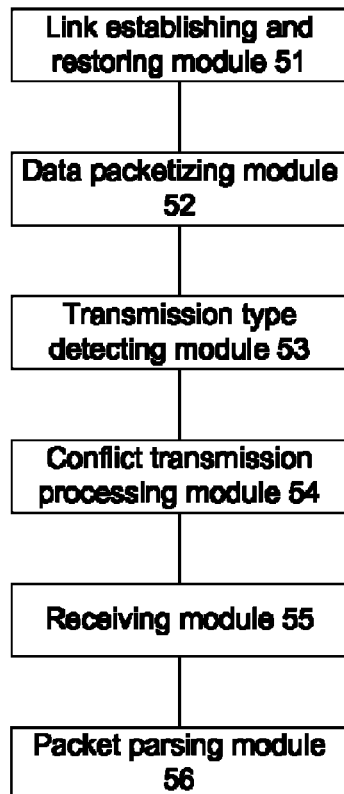 Link establishing and
restoring module 51
Data packetizing module
52
Transmission type
detecting module 53
Conflict transmission
processing module 54
Receiving module 55
Packet parsing module
56